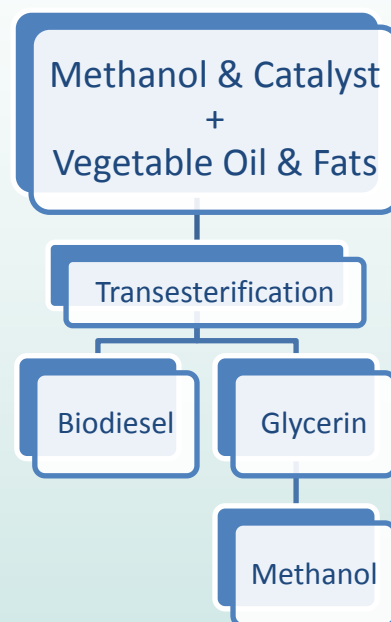 Methanol & Catalyst
+
Vegetable Oil & Fats
Transesterification
Biodiesel
Glycerin
Methanol